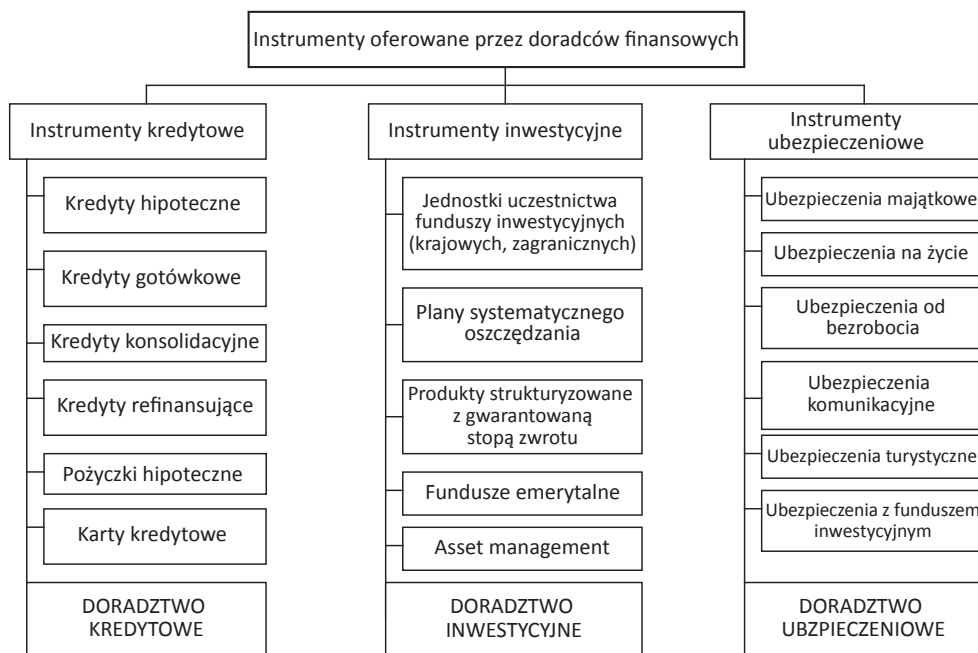 Instrumenty oferowane przez doradców finansowych
Instrumenty kredytowe
Kredyty hipoteczne
Kredyty gotówkowe
Kredyty konsolidacyjne
Kredyty refinansujące
Pożyczki hipoteczne
Karty kredytowe
DORADZTWO
KREDYTOWE
Instrumenty inwestycyjne
Jednostki uczestnictwa
funduszy inwestycyjnych
(krajowych, zagranicznych)
Plany systematycznego
oszczędzania
Produkty strukturyzowane
z gwarantowaną
stopą zwrotu
Fundusze emerytalne
Asset management
DORADZTWO
INWESTYCYJNE
Instrumenty
ubezpieczeniowe
Ubezpieczenia majątkowe
Ubezpieczenia na życie
Ubezpieczenia od
bezrobocia
Ubezpieczenia
komunikacyjne
Ubezpieczenia turystyczne
Ubezpieczenia z funduszem
inwestycyjnym
DORADZTWO
UBZPIECZENIOWE